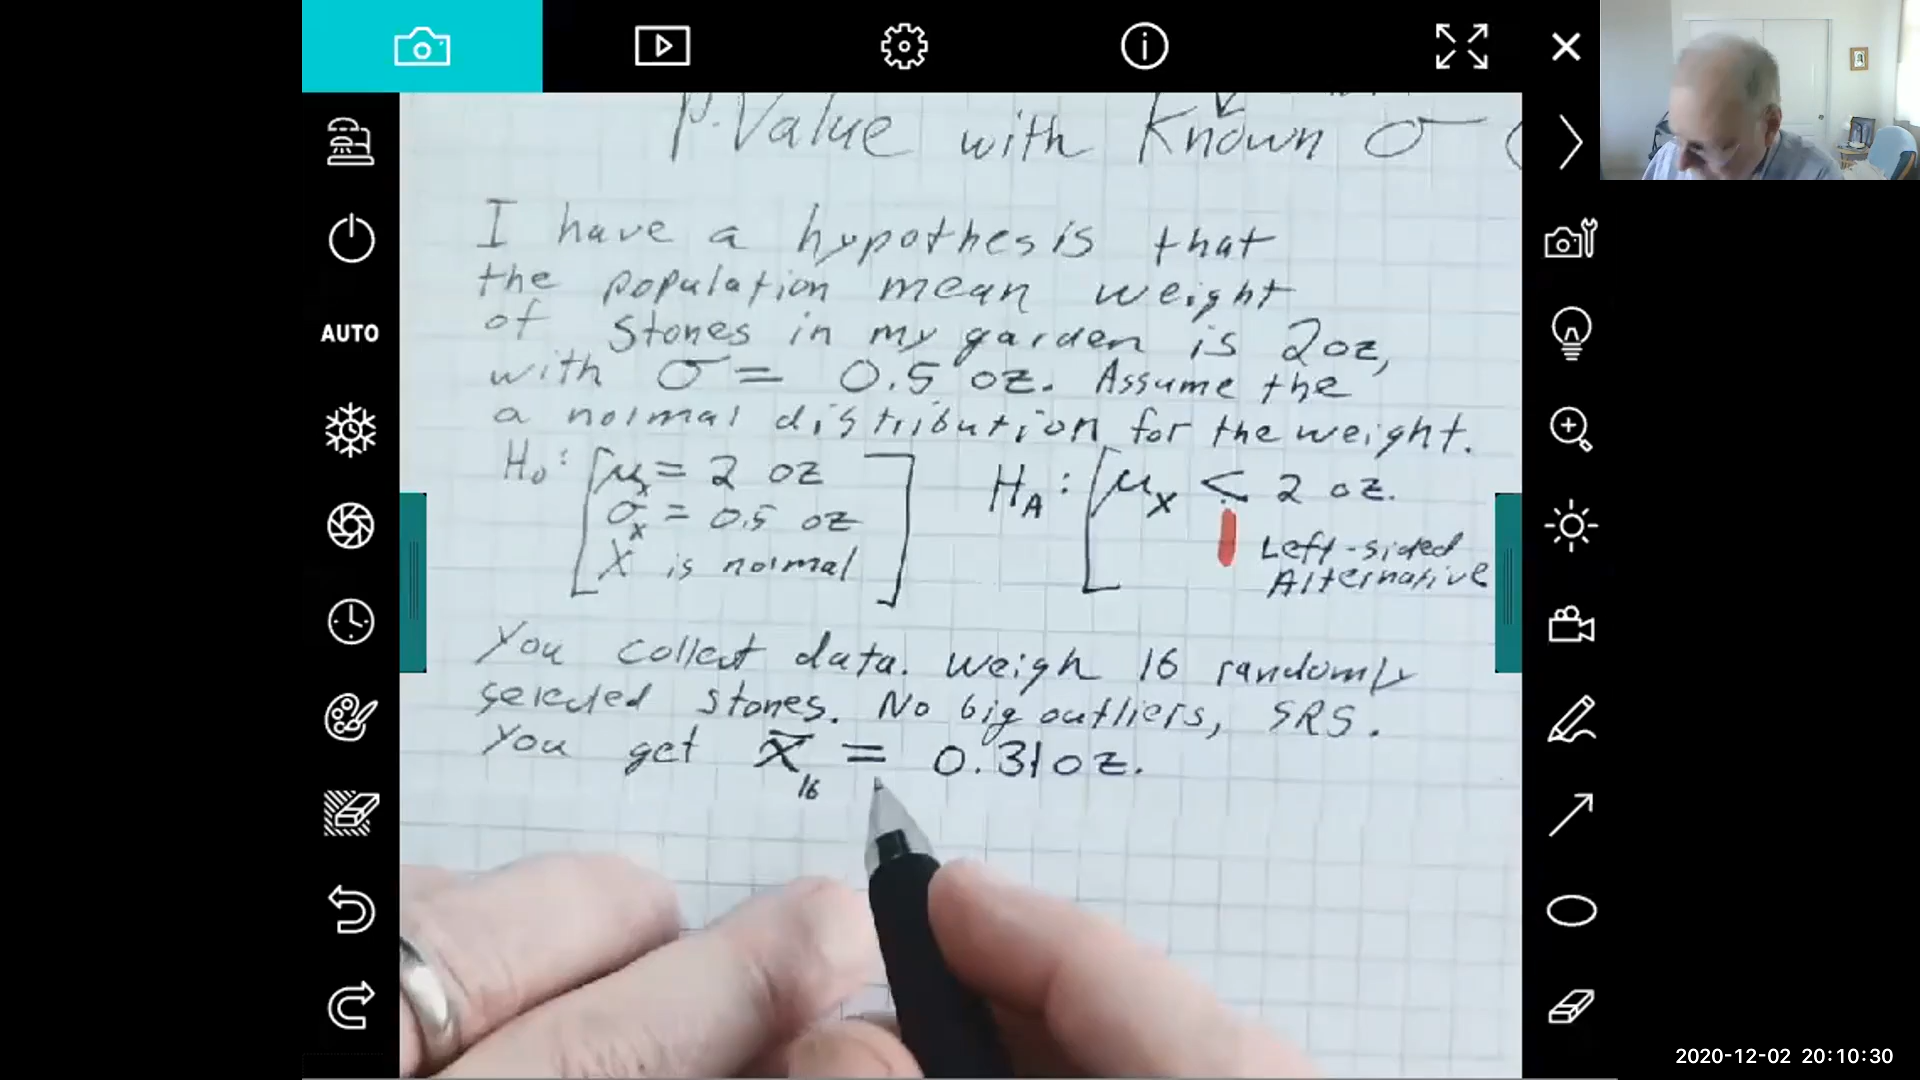 P-Value with Known σ (
I have a hypothesis that
the population mean weight
of stones in my garden is 2oz,
with σ = 0.5 oz. Assume the
a normal distribution for the weight.
H₀: [μₓ = 2 oz
σₓ = 0.5 oz
X is normal]
H_A: [μₓ < 2 oz.
Left-sided
Alternative
You collect data. Weigh 16 randomly
selected stones. No big outliers, SRS.
You get x̄₁₆ = 0.31oz.
AUTO
2020-12-02 20:10:30